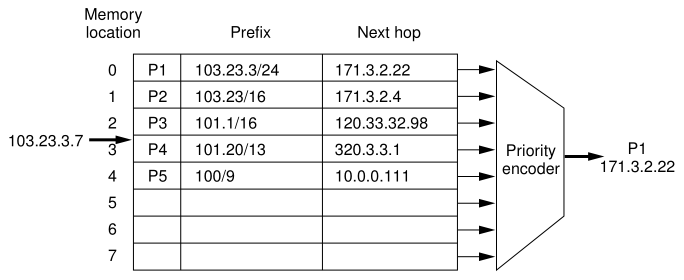 Memory
location Prefix Next hop
0 P1 103.23.3/24 171.3.2.22
1 P2 103.23/16 171.3.2.4
2 P3 101.1/16 120.33.32.98
103.23.3.7
3 P4 101.20/13 320.3.3.1
4 P5 100/9 10.0.0.111
5
6
7
Priority
encoder
P1
171.3.2.22